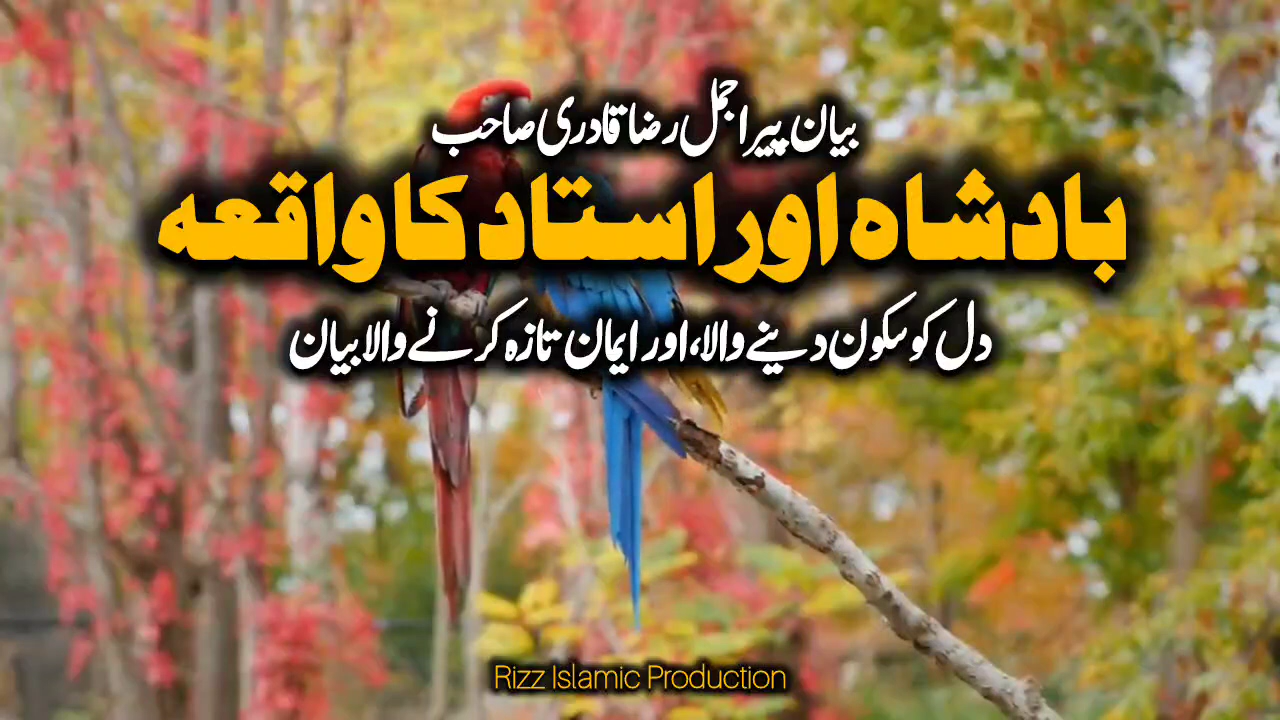 بیان پیر اجمل رضا قادری صاحب
بادشاہ اور استاد کا واقعہ
دل کو سکون دینے والا، اور ایمان تازہ کرنے والا بیان
Rizz Islamic Production